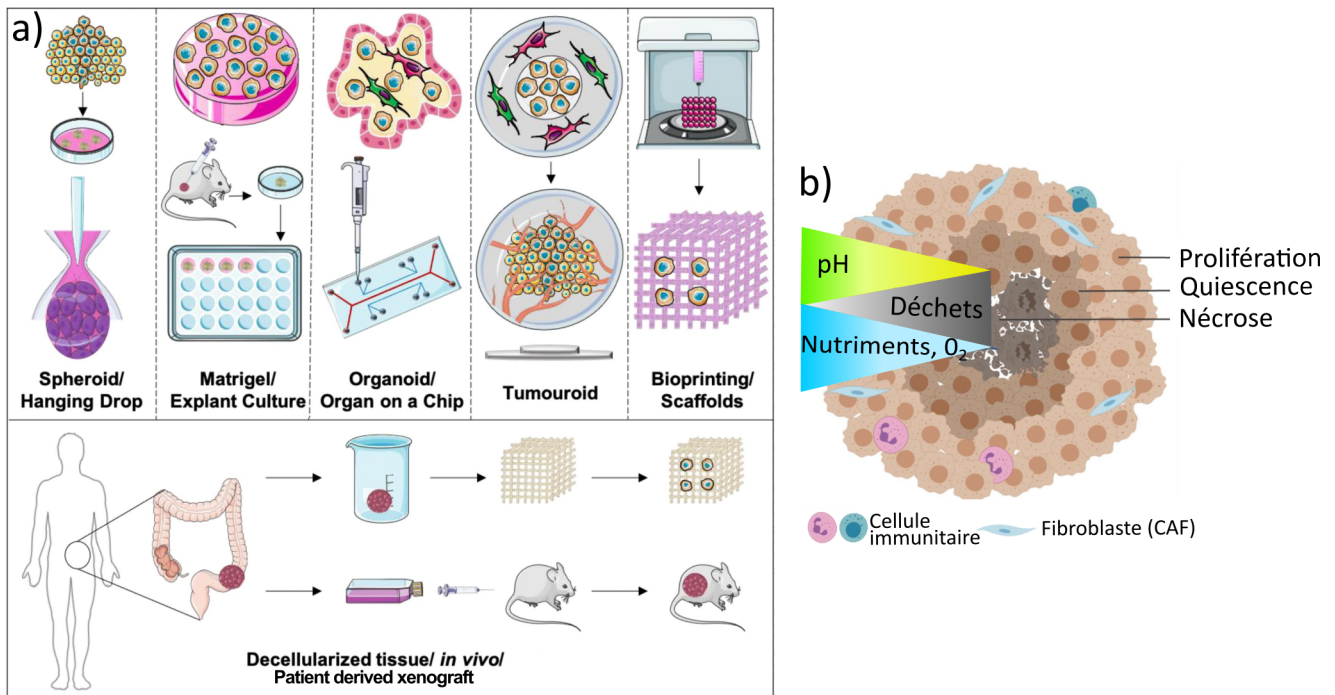 a)
Spheroid/
Hanging Drop
Matrigel/
Explant Culture
Organoid/
Organ on a Chip
Tumouroid
Bioprinting/
Scaffolds
Decellularized tissue/ in vivo/
Patient derived xenograft
b)
pH
Déchets
Nutriments, O₂
Prolifération
Quiescence
Nécrose
Cellule
immunitaire
Fibroblaste (CAF)